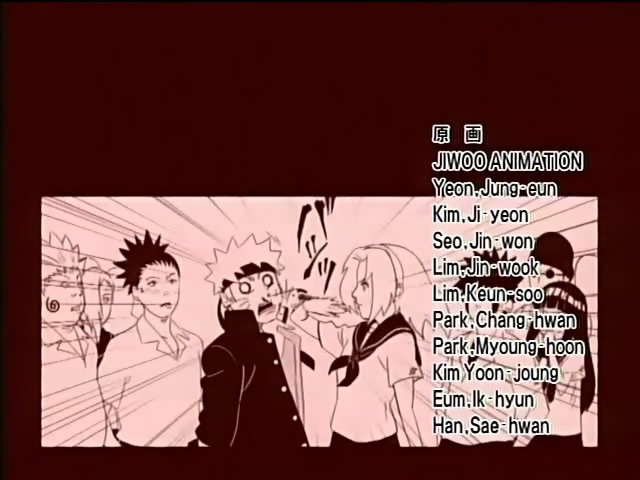 原 画
JIWOO ANIMATION
Yeon,Jung-eun
Kim,Ji-yeon
Seo,Jin-won
Lim,Jin-wook
Lim,Keun-soo
Park,Chang-hwan
Park,Myoung-hoon
Kim Yoon-joung
Eum,Ik-hyun
Han,Sae-hwan